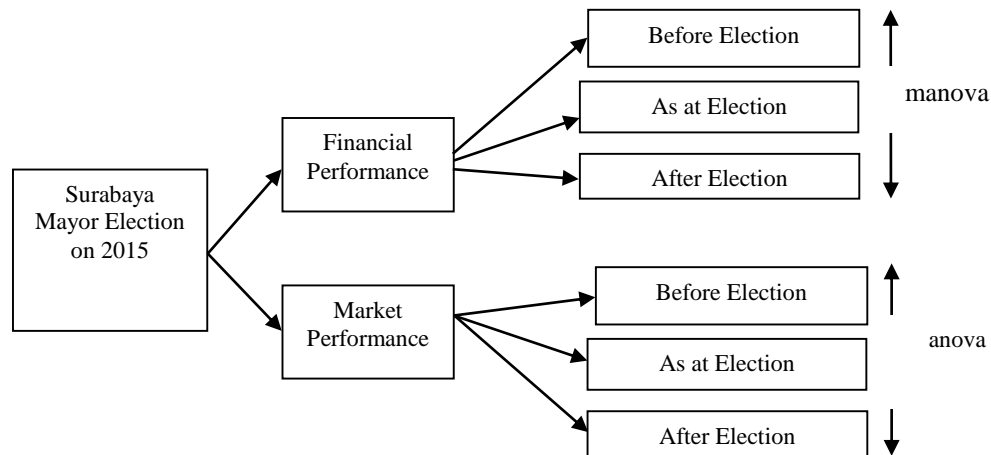 Surabaya
Mayor Election
on 2015
Financial
Performance
Before Election
As at Election
After Election
manova
Market
Performance
Before Election
As at Election
After Election
anova